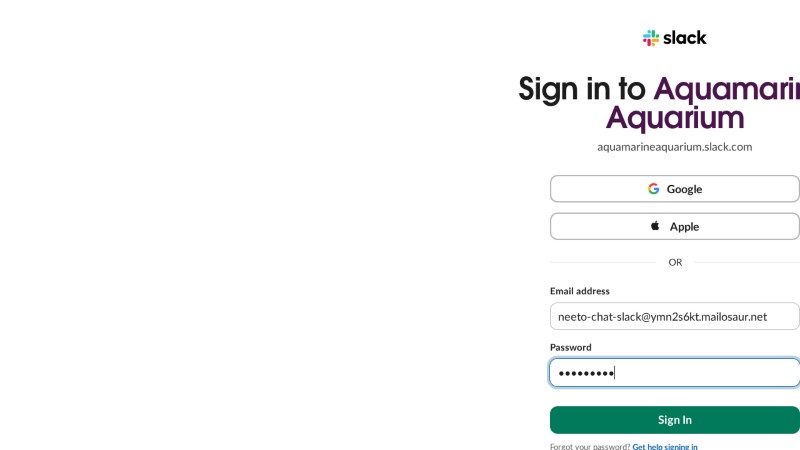 slack
Sign in to Aquamarin
Aquarium
aquamarineaquarium.slack.com
Google
Apple
OR
Email address
neeto-chat-slack@ymn2s6kt.mailosaur.net
Password
•••••••••
Sign In
Forgot your password? Get help signing in